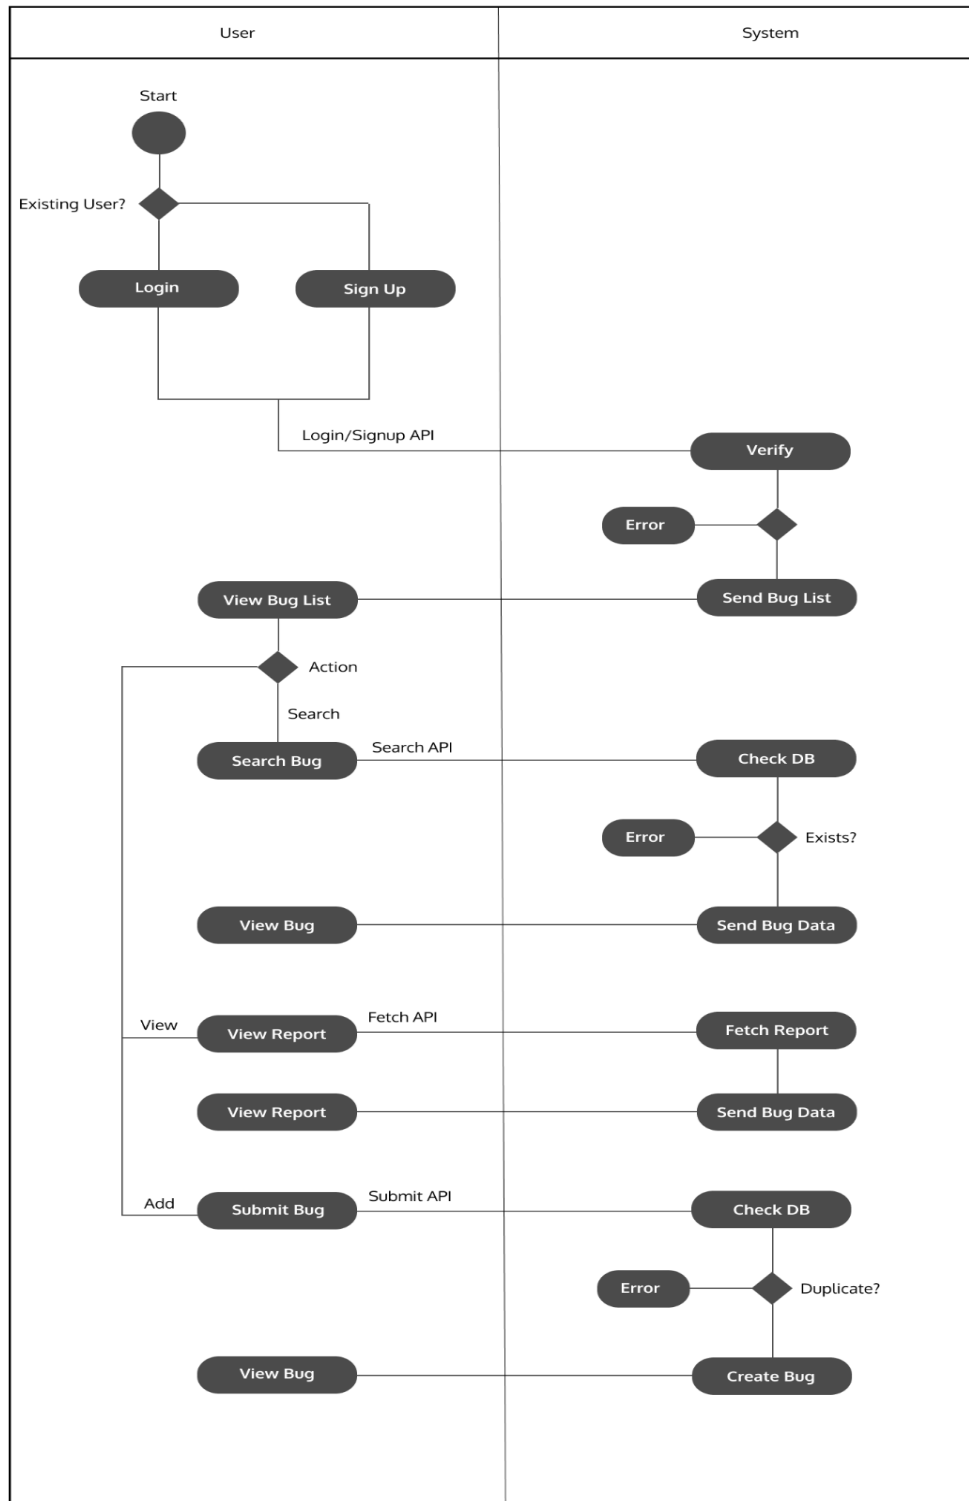 User
System
Start
Existing User?
Login
Sign Up
Login/Signup API
Verify
Error
View Bug List
Send Bug List
Action
Search
Search Bug
Search API
Check DB
Error
Exists?
View Bug
Send Bug Data
View
View Report
Fetch API
Fetch Report
View Report
Send Bug Data
Add
Submit Bug
Submit API
Check DB
Error
Duplicate?
View Bug
Create Bug